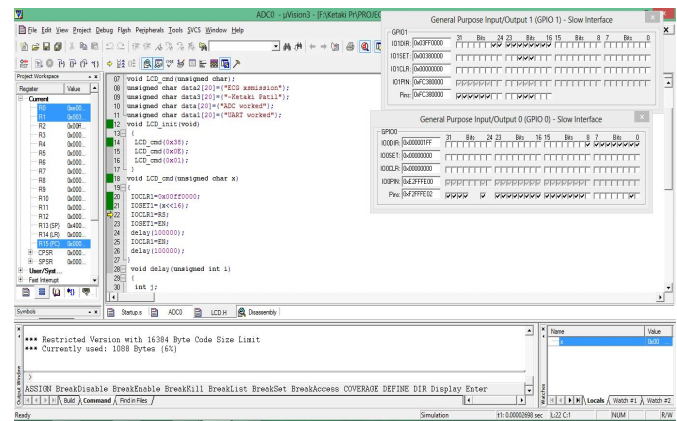 ADC0 - µVision3 - [F:\Ketaki Pr\PROJEC
File Edit View Project Debug Flash Peripherals Tools SVCS Window Help
Project Workspace
Register Value
Current
R0 0xe00...
R1 0x003...
R2 0x00ff...
R3 0x000...
R4 0x000...
R5 0x000...
R6 0x000...
R7 0x000...
R8 0x000...
R9 0x000...
R10 0x000...
R11 0x000...
R12 0x000...
R13 (SP) 0x400...
R14 (LR) 0x000...
R15 (PC) 0x000...
CPSR 0x000...
SPSR 0x000...
User/Syst...
Fast Interrupt
Symbols
07 void LCD_cmd(unsigned char);
08 unsigned char data2[20]={"ECG xsmission"};
09 unsigned char data3[20]={"-Ketaki Patil"};
10 unsigned char data[20]={"ADC worked"};
11 unsigned char data1[20]={"UART worked"};
12 void LCD_init(void)
13 {
14 LCD_cmd(0x38);
15 LCD_cmd(0x0E);
16 LCD_cmd(0x01);
17 }
18 void LCD_cmd(unsigned char x)
19 {
20 IOCLR1=0x00ff0000;
21 IOSET1=(x<<16);
22 IOCLR1=RS;
23 IOSET1=EN;
24 delay(100000);
25 IOCLR1=EN;
26 delay(100000);
27 }
28 void delay(unsigned int i)
29 {
30 int j;
Startup.s ADC0 LCD.H Disassembly
General Purpose Input/Output 1 (GPIO 1) - Slow Interface
GPIO1
31 Bits 24 23 Bits 16 15 Bits 8 7 Bits 0
IO1DIR: 0x03FF0000
IO1SET: 0x00380000
IO1CLR: 0x00000000
IO1PIN: 0xFC380000
Pins: 0xFC380000
General Purpose Input/Output 0 (GPIO 0) - Slow Interface
GPIO0
31 Bits 24 23 Bits 16 15 Bits 8 7 Bits 0
IO0DIR: 0x000001FF
IO0SET: 0x00000000
IO0CLR: 0x00000000
IO0PIN: 0xE2FFFE00
Pins: 0xF2FFFE02
*** Restricted Version with 16384 Byte Code Size Limit
*** Currently used: 1088 Bytes (6%)
>
ASSIGN BreakDisable BreakEnable BreakKill BreakList BreakSet BreakAccess COVERAGE DEFINE DIR Display Enter
Build Command Find in Files
Output Window
Name Value
x 0x00
Watches
Locals Watch #1 Watch #2
Ready Simulation t1: 0.00002698 sec L:22 C:1 NUM R/W